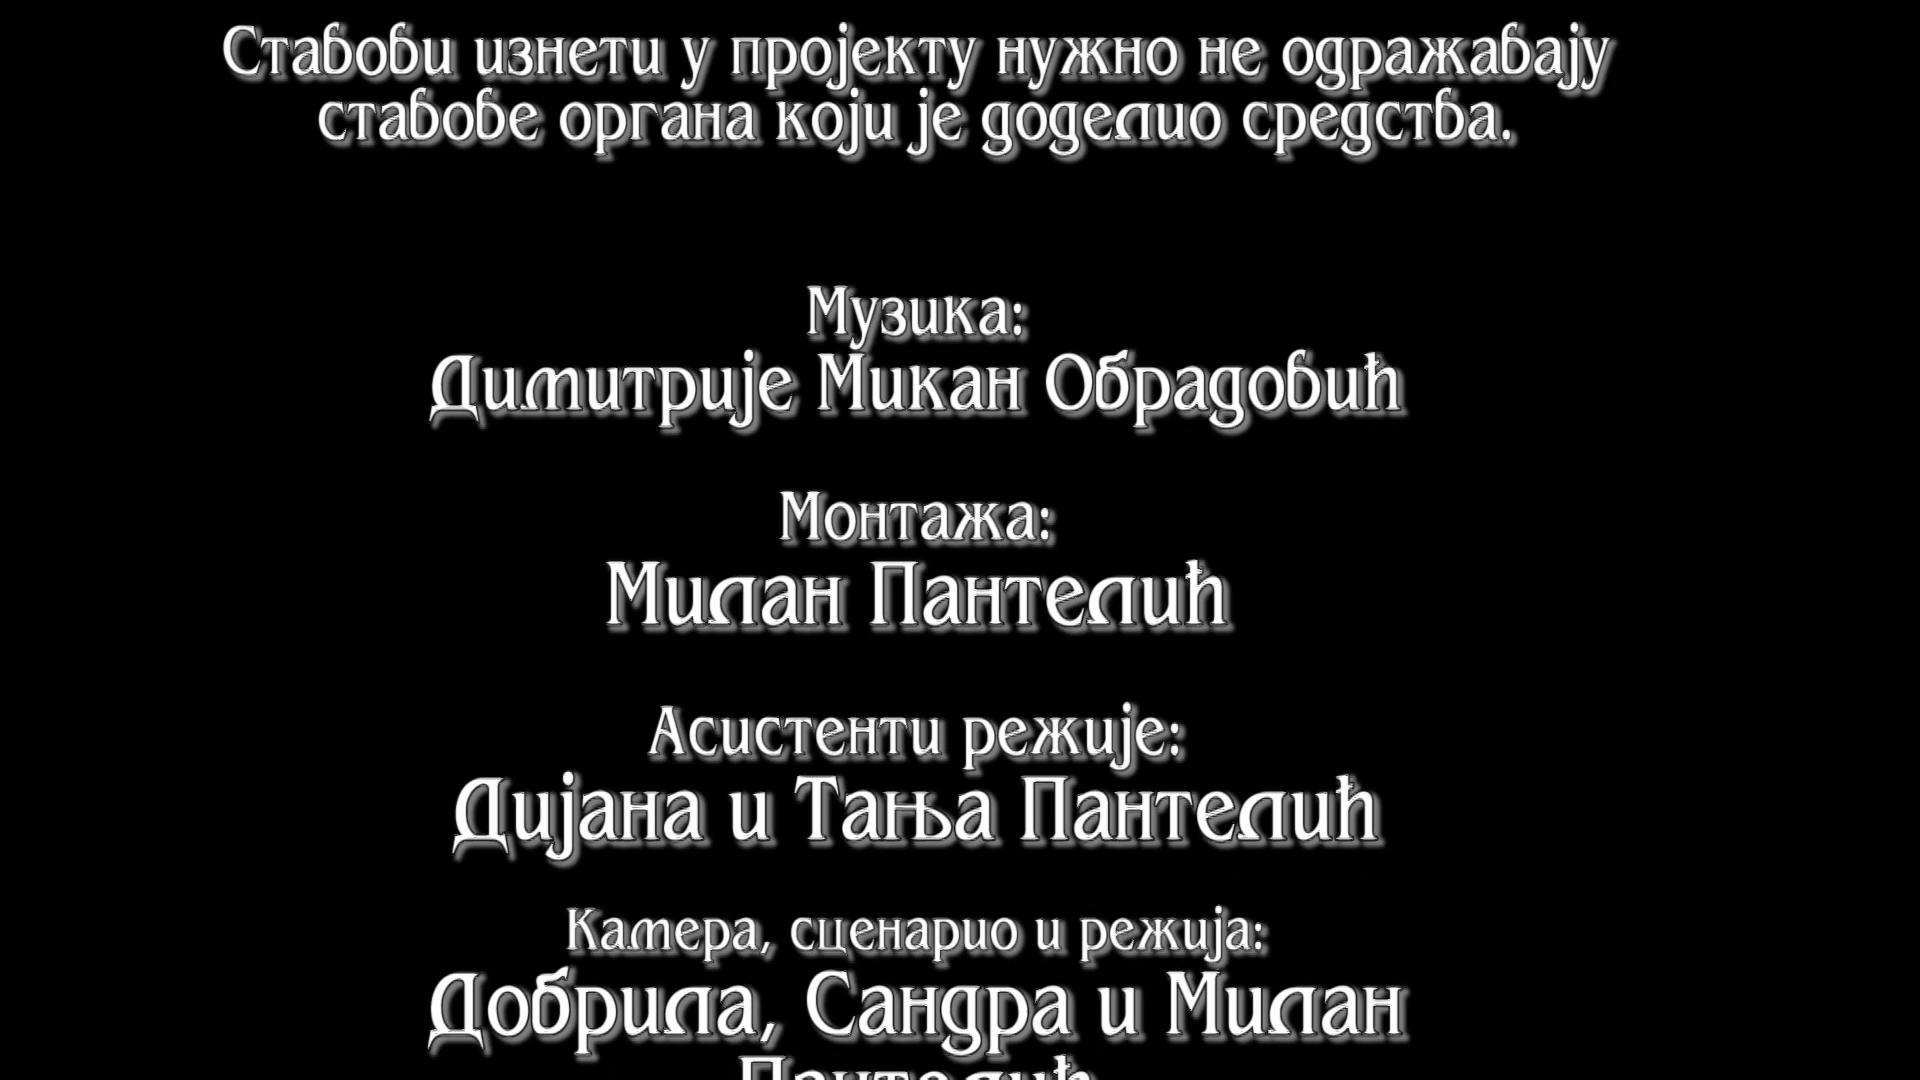 Ставови изнети у пројекту нужно не одражавају
ставове органа који је доделио средства.
Музика:
Димитрије Микан Обрадовић
Монтажа:
Милан Пантелић
Асистенти режије:
Дијана и Тања Пантелић
Камера, сценарио и режија:
Добрила, Сандра и Милан
Пантелић